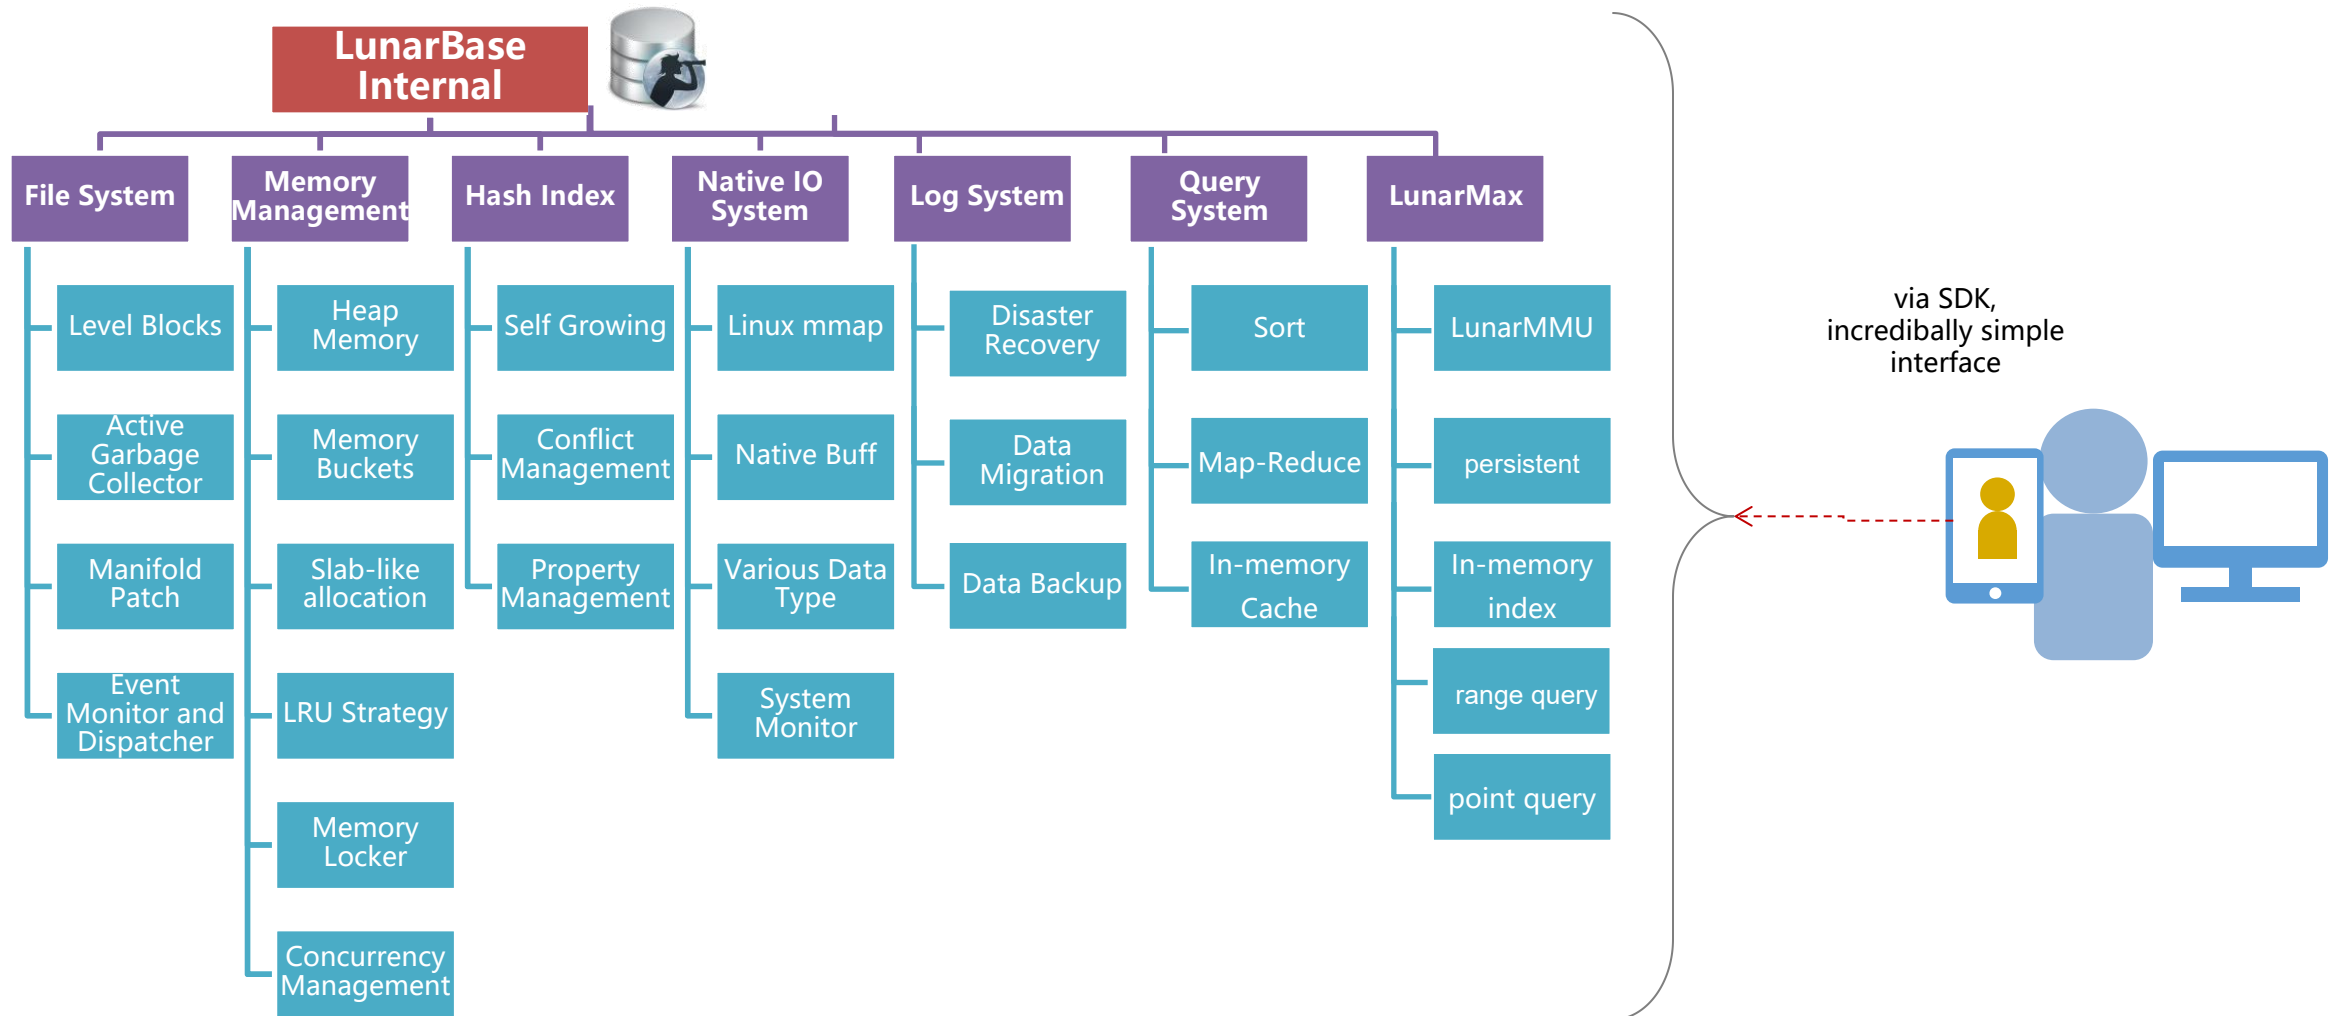 LunarBase
Internal
File System
Memory
Management
Hash Index
Native IO
System
Log System
Query
System
LunarMax
Level Blocks
Active
Garbage
Collector
Manifold
Patch
Event
Monitor and
Dispatcher
Heap
Memory
Memory
Buckets
Slab-like
allocation
LRU Strategy
Memory
Locker
Concurrency
Management
Self Growing
Conflict
Management
Property
Management
Linux mmap
Native Buff
Various Data
Type
System
Monitor
Disaster
Recovery
Data
Migration
Data Backup
Sort
Map-Reduce
In-memory
Cache
LunarMMU
persistent
In-memory
index
range query
point query
via SDK,
incredibally simple
interface